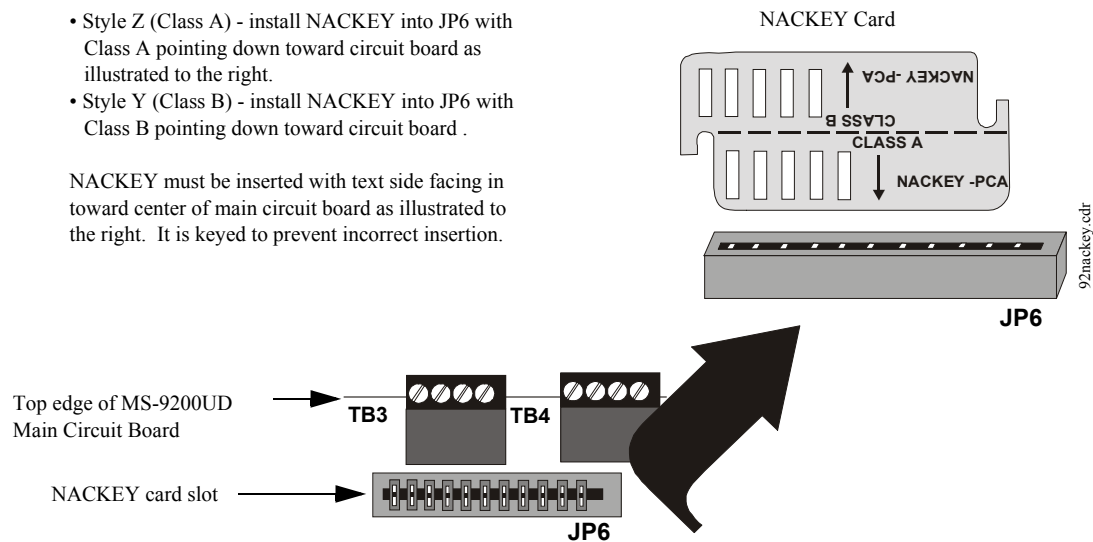 • Style Z (Class A) - install NACKEY into JP6 with
Class A pointing down toward circuit board as
illustrated to the right.
• Style Y (Class B) - install NACKEY into JP6 with
Class B pointing down toward circuit board .
NACKEY must be inserted with text side facing in
toward center of main circuit board as illustrated to
the right. It is keyed to prevent incorrect insertion.
NACKEY Card
NACKEY -PCA
CLASS B
CLASS A
NACKEY -PCA
92nackey.cdr
JP6
Top edge of MS-9200UD
Main Circuit Board
TB3
TB4
NACKEY card slot
JP6